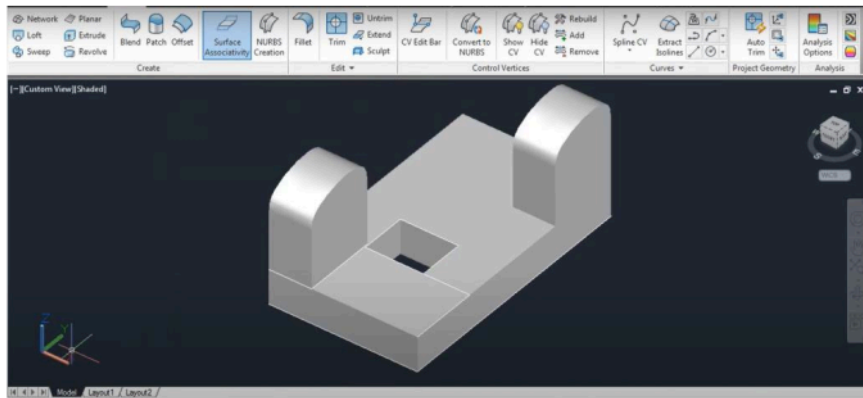 Network Planar
Loft Extrude
Sweep Revolve
Blend Patch Offset
Surface
Associativity
NURBS
Creation
Create
Fillet Trim
Untrim
Extend
Sculpt
Edit
CV Edit Bar
Convert to
NURBS
Show
CV
Hide
CV
Rebuild
Add
Remove
Control Vertices
Spline CV
Extract
Isolines
Curves
Auto
Trim
Project Geometry
Analysis
Options
Analysis
[−][Custom View][Shaded]
WCS
Z
Y
Model Layout1 Layout2